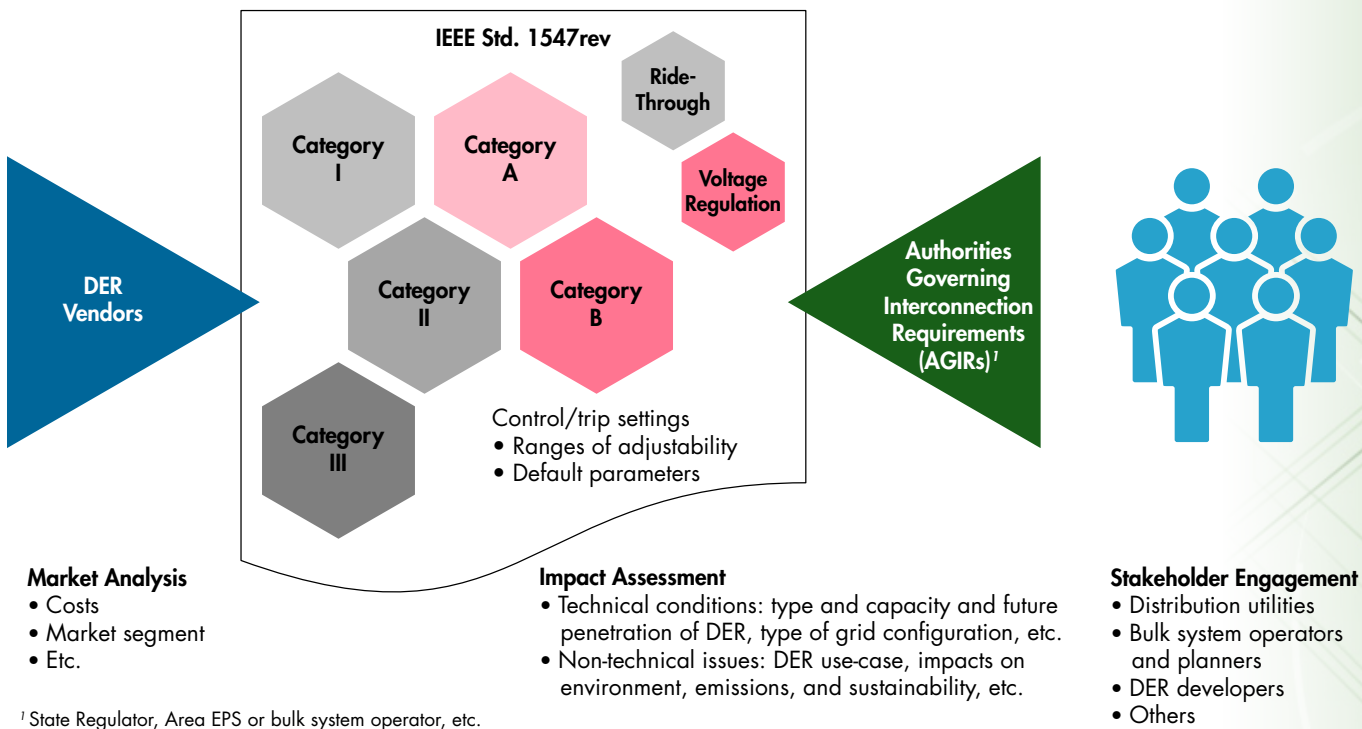 IEEE Std. 1547rev
Ride-
Through
Category
I
Category
A
Voltage
Regulation
DER
Vendors
Category
II
Category
B
Authorities
Governing
Interconnection
Requirements
(AGIRs)¹
Category
III
Control/trip settings
• Ranges of adjustability
• Default parameters
Market Analysis
• Costs
• Market segment
• Etc.
Impact Assessment
• Technical conditions: type and capacity and future
penetration of DER, type of grid configuration, etc.
• Non-technical issues: DER use-case, impacts on
environment, emissions, and sustainability, etc.
Stakeholder Engagement
• Distribution utilities
• Bulk system operators
and planners
• DER developers
• Others
¹ State Regulator, Area EPS or bulk system operator, etc.